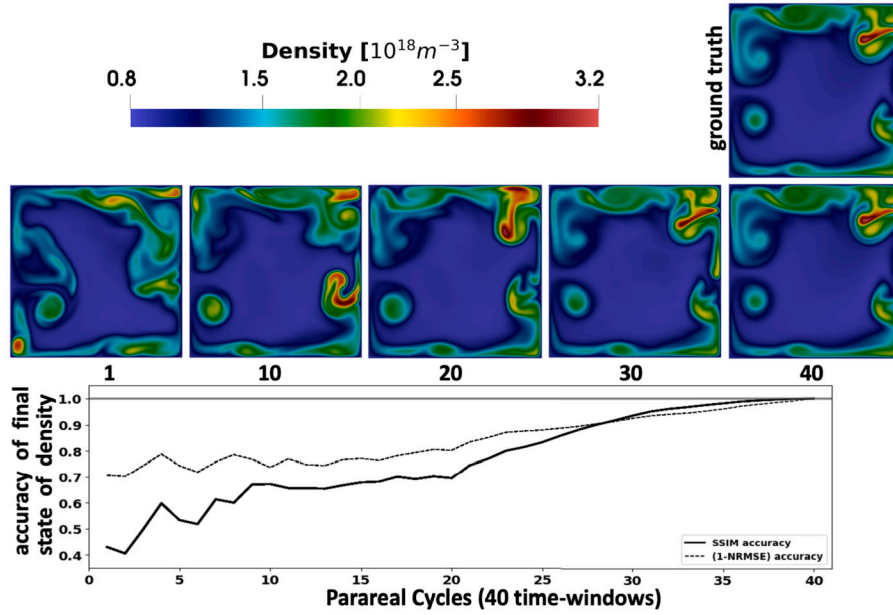 Density [10^18 m^-3]
0.8 1.5 2.0 2.5 3.2
ground truth
1 10 20 30 40
accuracy of final
state of density
1.0
0.9
0.8
0.7
0.6
0.5
0.4
SSIM accuracy
(1-NRMSE) accuracy
0 5 10 15 20 25 30 35 40
Parareal Cycles (40 time-windows)